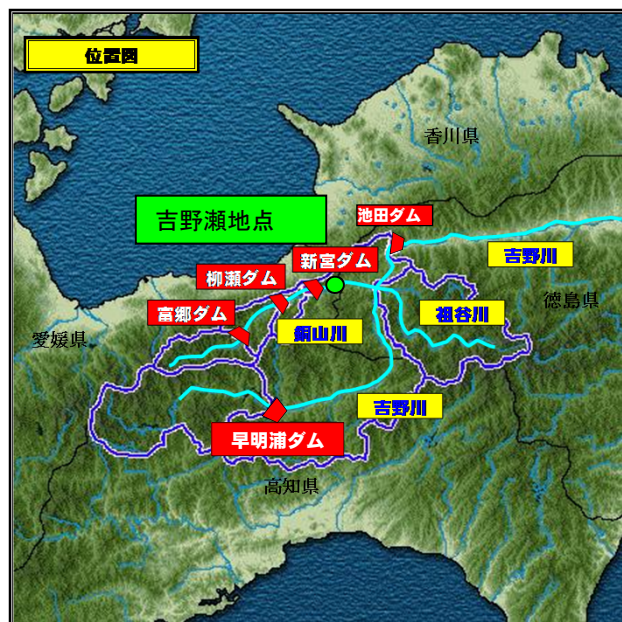 位置図
香川県
吉野瀬地点
池田ダム
新宮ダム
吉野川
柳瀬ダム
徳島県
富郷ダム
祖谷川
銅山川
愛媛県
吉野川
早明浦ダム
高知県